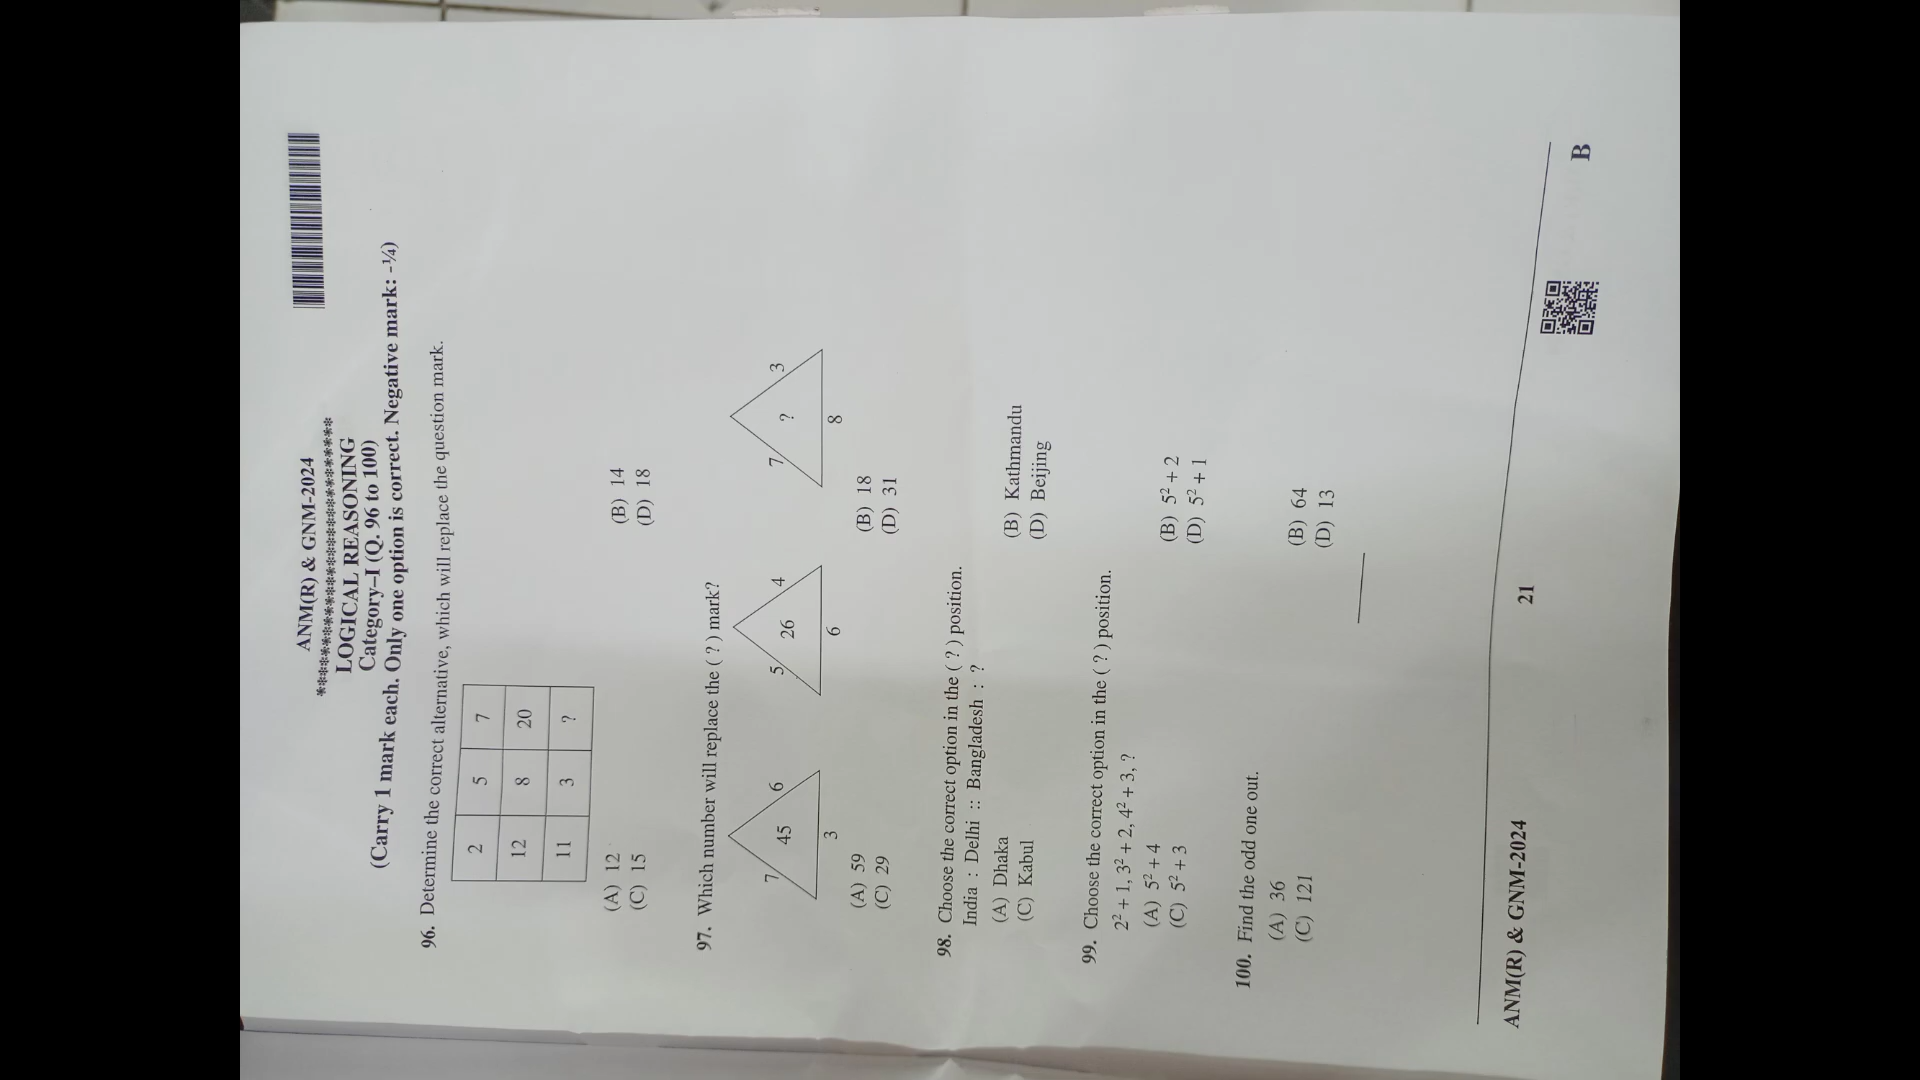 ANM(R) & GNM-2024
LOGICAL REASONING
Category–I (Q. 96 to 100)
(Carry 1 mark each. Only one option is correct. Negative mark: -¼)
96. Determine the correct alternative, which will replace the question mark.
2 5 7
12 8 20
11 3 ?
(A) 12 (B) 14
(C) 15 (D) 18
97. Which number will replace the ( ? ) mark?
7 45 6 5 26 4 7 ? 3
3 6 8
(A) 59 (B) 18
(C) 29 (D) 31
98. Choose the correct option in the ( ? ) position.
India : Delhi :: Bangladesh : ?
(A) Dhaka (B) Kathmandu
(C) Kabul (D) Beijing
99. Choose the correct option in the ( ? ) position.
2² + 1, 3² + 2, 4² + 3, ?
(A) 5² + 4 (B) 5² + 2
(C) 5² + 3 (D) 5² + 1
100. Find the odd one out.
(A) 36 (B) 64
(C) 121 (D) 13
ANM(R) & GNM-2024 21 B